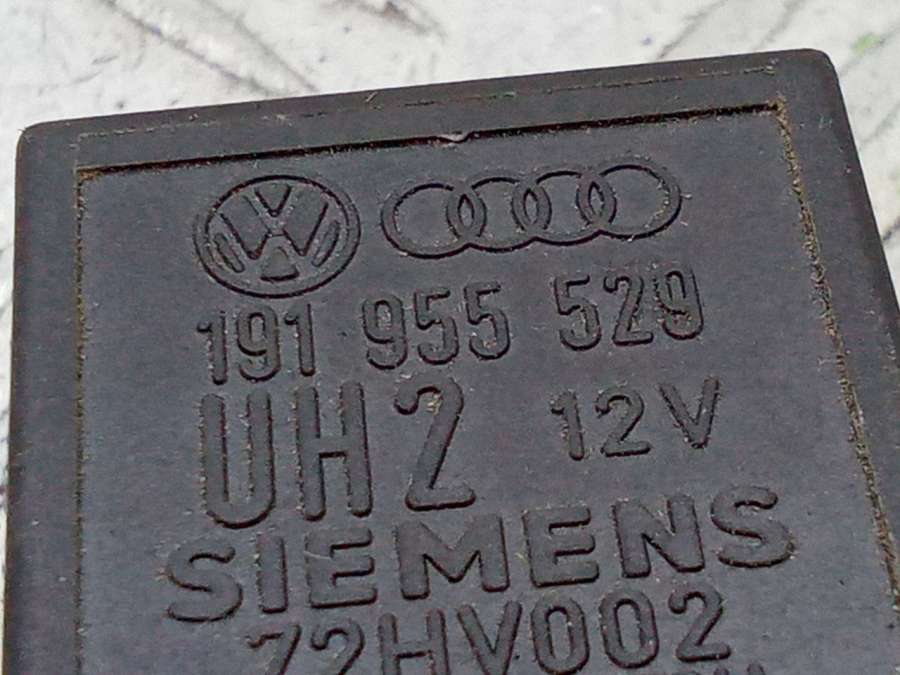 191 955 529
UH2 12V
SIEMENS
72HV002